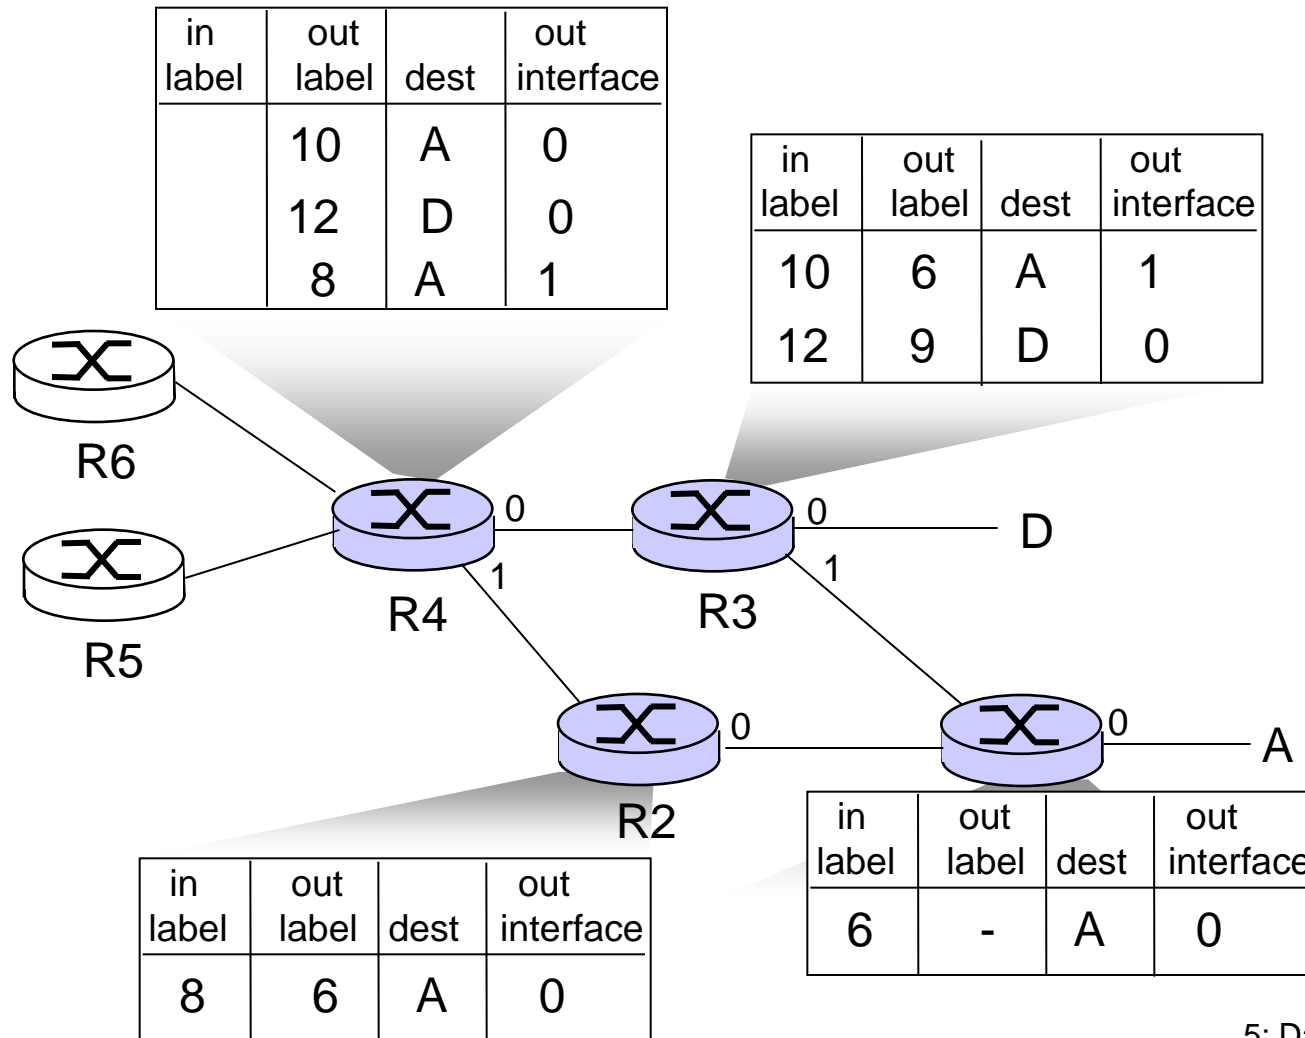 in out out
label label dest interface
10 A 0
12 D 0
8 A 1
in out out
label label dest interface
10 6 A 1
12 9 D 0
R6
R5
0
1
R4
0
1
R3
D
0
R2
0
A
in out out
label label dest interface
6 - A 0
in out out
label label dest interface
8 6 A 0
5: